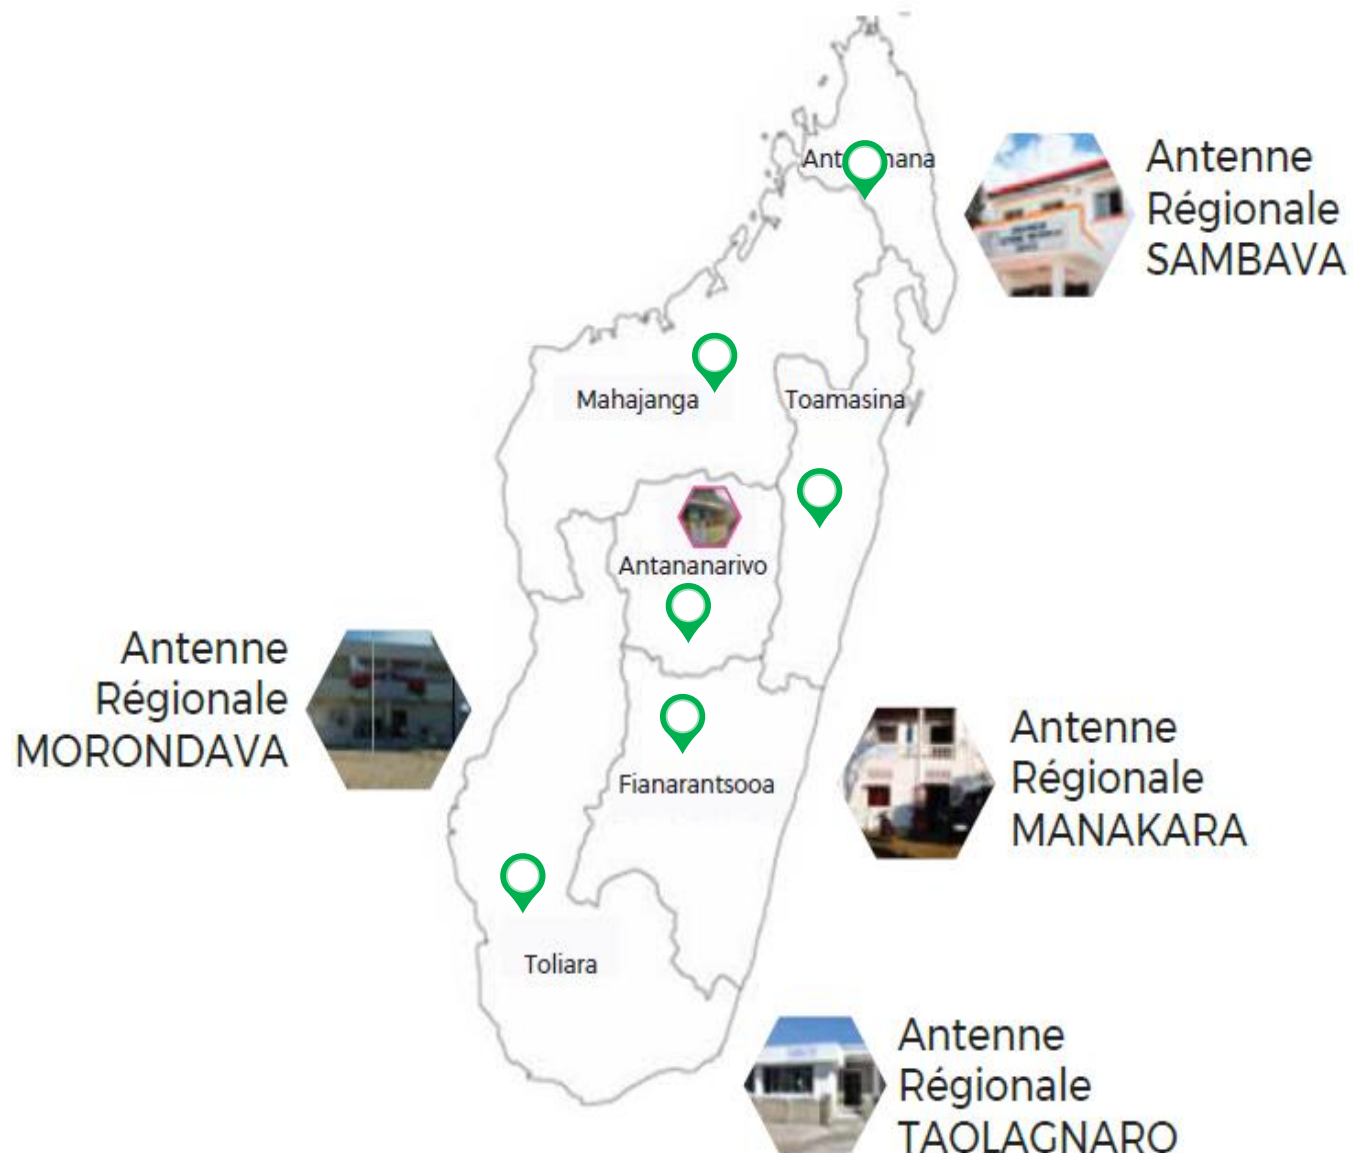 Antenne
Régionale
SAMBAVA
Mahajanga
Toamasina
Antananarivo
Antenne
Régionale
MORONDAVA
Antenne
Régionale
MANAKARA
Fianarantsooa
Toliara
Antenne
Régionale
TAOLAGNARO